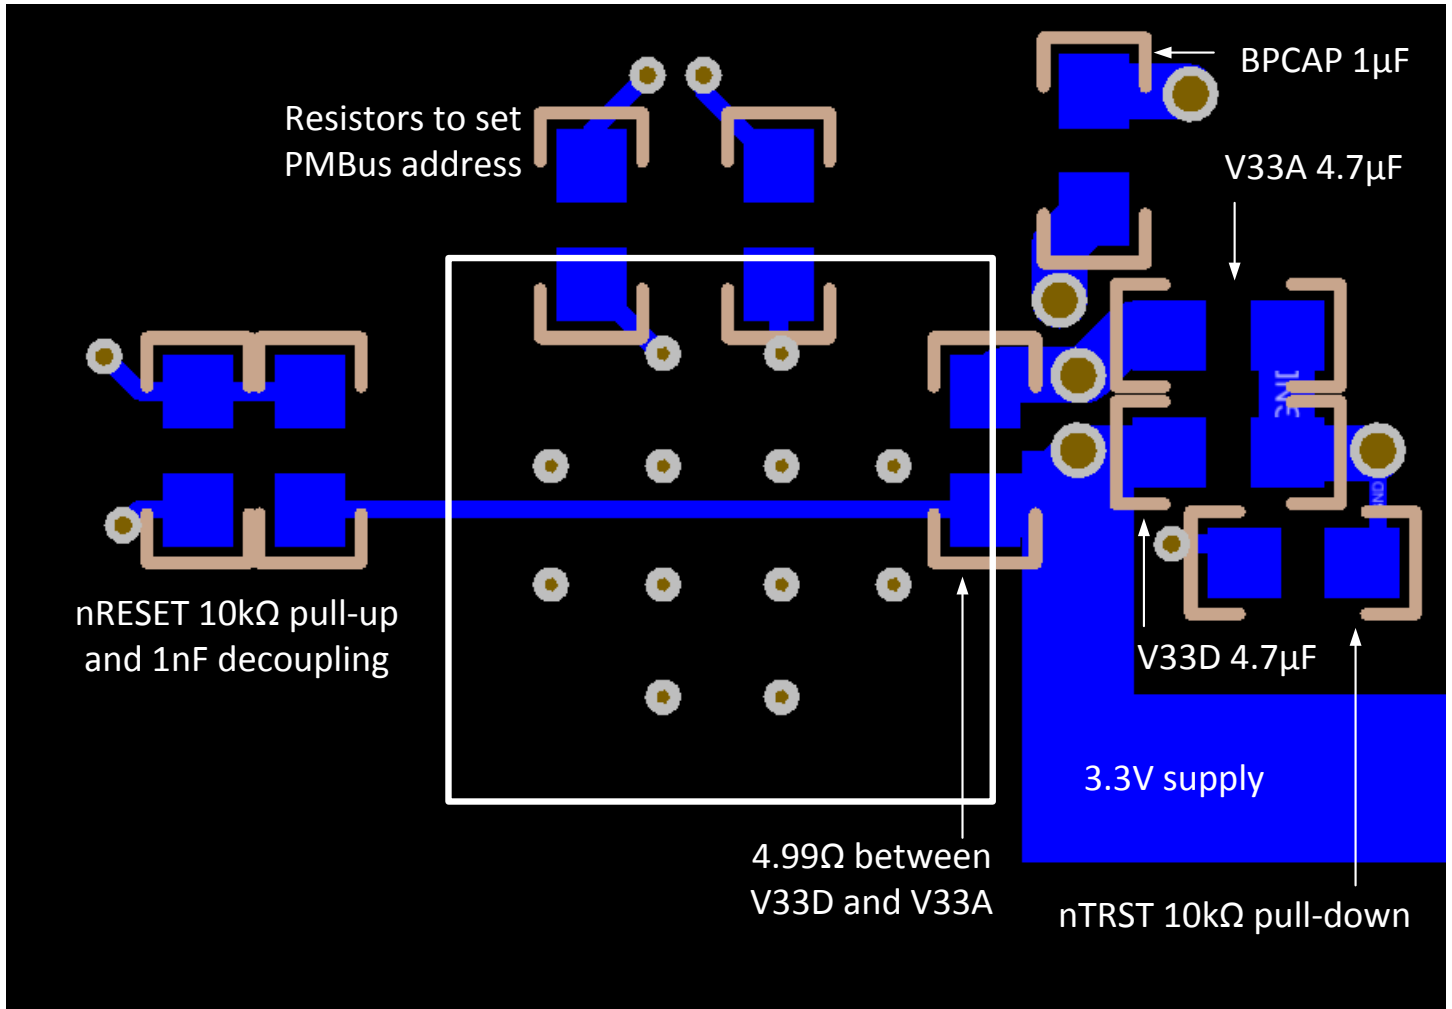 BPCAP 1µF
Resistors to set
PMBus address
V33A 4.7µF
nRESET 10kΩ pull-up
and 1nF decoupling
V33D 4.7µF
3.3V supply
4.99Ω between
V33D and V33A
nTRST 10kΩ pull-down